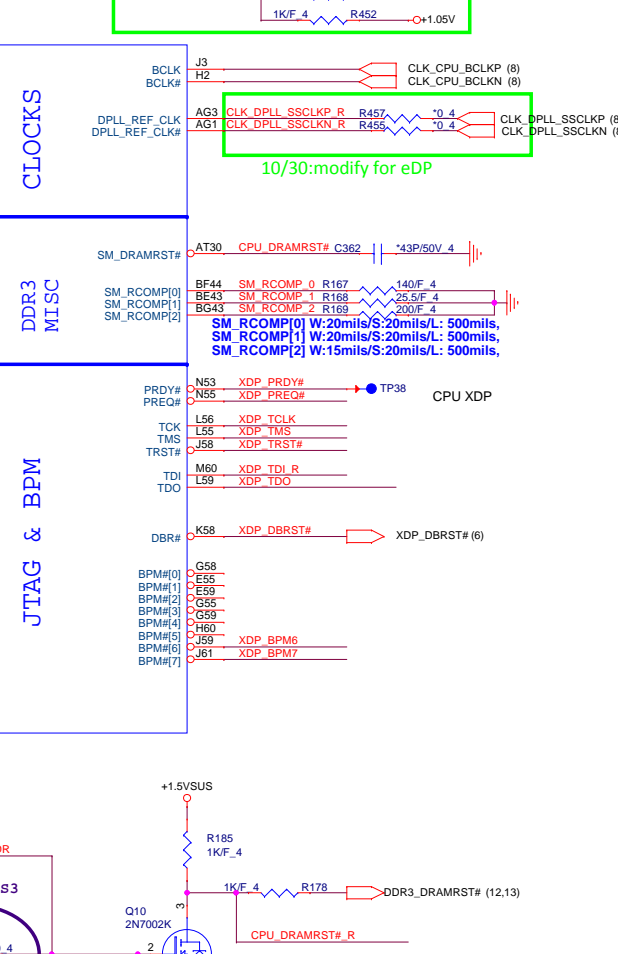 1K/F_4 R452 +1.05V
CLOCKS
BCLK J3 CLK_CPU_BCLKP (8)
BCLK# H2 CLK_CPU_BCLKN (8)
DPLL_REF_CLK AG3 CLK_DPLL_SSCLKP_R R457 *0_4 CLK_DPLL_SSCLKP (8
DPLL_REF_CLK# AG1 CLK_DPLL_SSCLKN_R R455 *0_4 CLK_DPLL_SSCLKN (8
10/30:modify for eDP
DDR3
MISC
SM_DRAMRST# AT30 CPU_DRAMRST# C362 *43P/50V_4
SM_RCOMP[0] BF44 SM_RCOMP_0 R167 140/F_4
SM_RCOMP[1] BE43 SM_RCOMP_1 R168 25.5/F_4
SM_RCOMP[2] BG43 SM_RCOMP_2 R169 200/F_4
SM_RCOMP[0] W:20mils/S:20mils/L: 500mils,
SM_RCOMP[1] W:20mils/S:20mils/L: 500mils,
SM_RCOMP[2] W:15mils/S:20mils/L: 500mils,
JTAG & BPM
PRDY# N53 XDP_PRDY# TP38 CPU XDP
PREQ# N55 XDP_PREQ#
TCK L56 XDP_TCLK
TMS L55 XDP_TMS
TRST# J58 XDP_TRST#
TDI M60 XDP_TDI_R
TDO L59 XDP_TDO
DBR# K58 XDP_DBRST# XDP_DBRST# (6)
BPM#[0] G58
BPM#[1] E55
BPM#[2] E59
BPM#[3] G55
BPM#[4] G59
BPM#[5] H60
BPM#[6] J59 XDP_BPM6
BPM#[7] J61 XDP_BPM7
+1.5VSUS
R185
1K/F_4
R
S3
1K/F_4 R178 DDR3_DRAMRST# (12,13)
Q10
2N7002K
3
CPU_DRAMRST#_R
2
_4